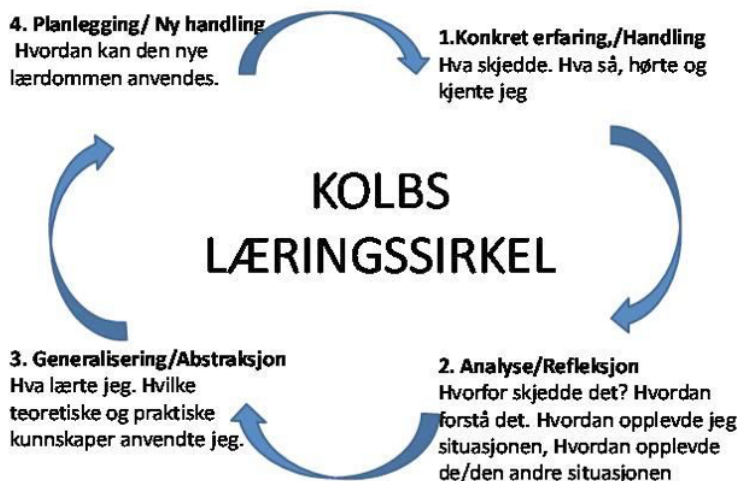 4. Planlegging/ Ny handling
Hvordan kan den nye
lærdommen anvendes.
1.Konkret erfaring,/Handling
Hva skjedde. Hva så, hørte og
kjente jeg
KOLBS
LÆRINGSSIRKEL
3. Generalisering/Abstraksjon
Hva lærte jeg. Hvilke
teoretiske og praktiske
kunnskaper anvendte jeg.
2. Analyse/Refleksjon
Hvorfor skjedde det? Hvordan
forstå det. Hvordan opplevde jeg
situasjonen, Hvordan opplevde
de/den andre situasjonen